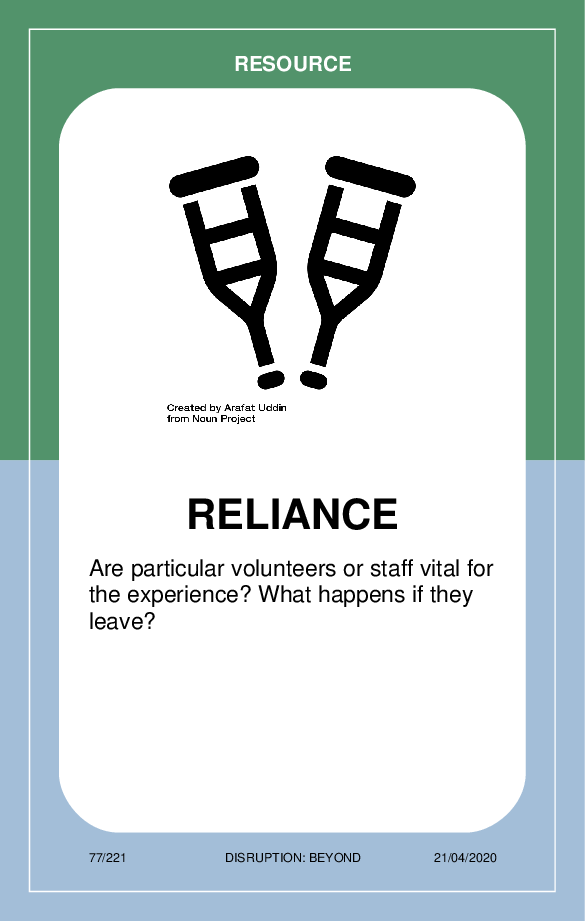 RESOURCE
Created by Arafat Uddin
from Noun Project
RELIANCE
Are particular volunteers or staff vital for
the experience? What happens if they
leave?
77/221
DISRUPTION: BEYOND
21/04/2020